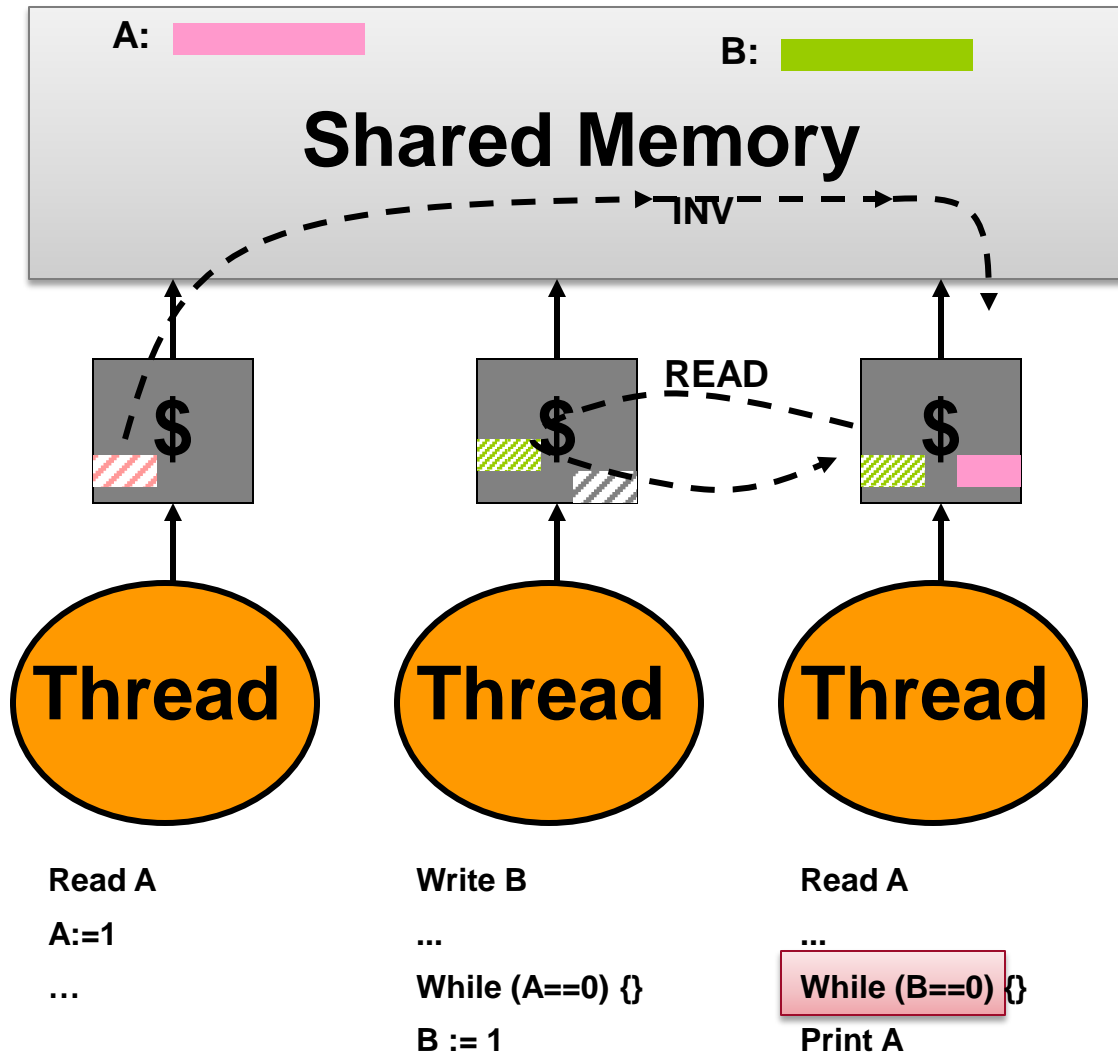 A:
B:
Shared Memory
INV
READ
$ $ $
Thread Thread Thread
Read A Write B Read A
A:=1 ... ...
... While (A==0) {} While (B==0) {}
B := 1 Print A